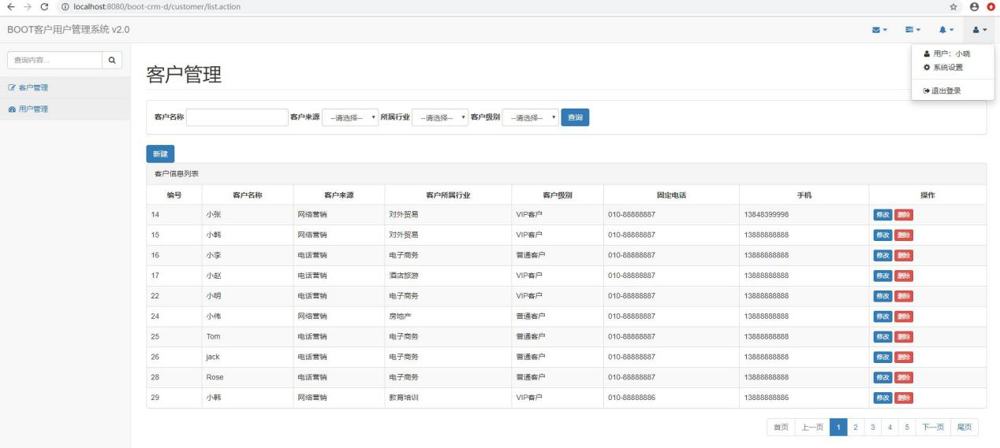 localhost:8080/boot-crm-d/customer/list.action
BOOT客户用户管理系统 v2.0
查询内容...
用户：小晓
系统设置
退出登录
客户管理
用户管理
客户管理
客户名称 客户来源 --请选择-- 所属行业 --请选择-- 客户级别 --请选择-- 查询
新建
客户信息列表
编号 客户名称 客户来源 客户所属行业 客户级别 固定电话 手机 操作
14 小张 网络营销 对外贸易 VIP客户 010-88888887 13848399998 修改 删除
15 小韩 网络营销 对外贸易 VIP客户 010-88888887 13888888888 修改 删除
16 小李 电话营销 电子商务 普通客户 010-88888887 13888888888 修改 删除
17 小赵 电话营销 酒店旅游 VIP客户 010-88888887 13888888888 修改 删除
22 小明 电话营销 电子商务 VIP客户 010-88888887 13888888888 修改 删除
24 小伟 网络营销 房地产 普通客户 010-88888887 13888888888 修改 删除
25 Tom 电话营销 电子商务 普通客户 010-88888887 13888888888 修改 删除
26 jack 电话营销 电子商务 普通客户 010-88888887 13888888888 修改 删除
28 Rose 电话营销 电子商务 普通客户 010-88888887 13888888888 修改 删除
29 小韩 网络营销 教育培训 VIP客户 010-88888886 13888888886 修改 删除
首页 上一页 1 2 3 4 5 下一页 尾页